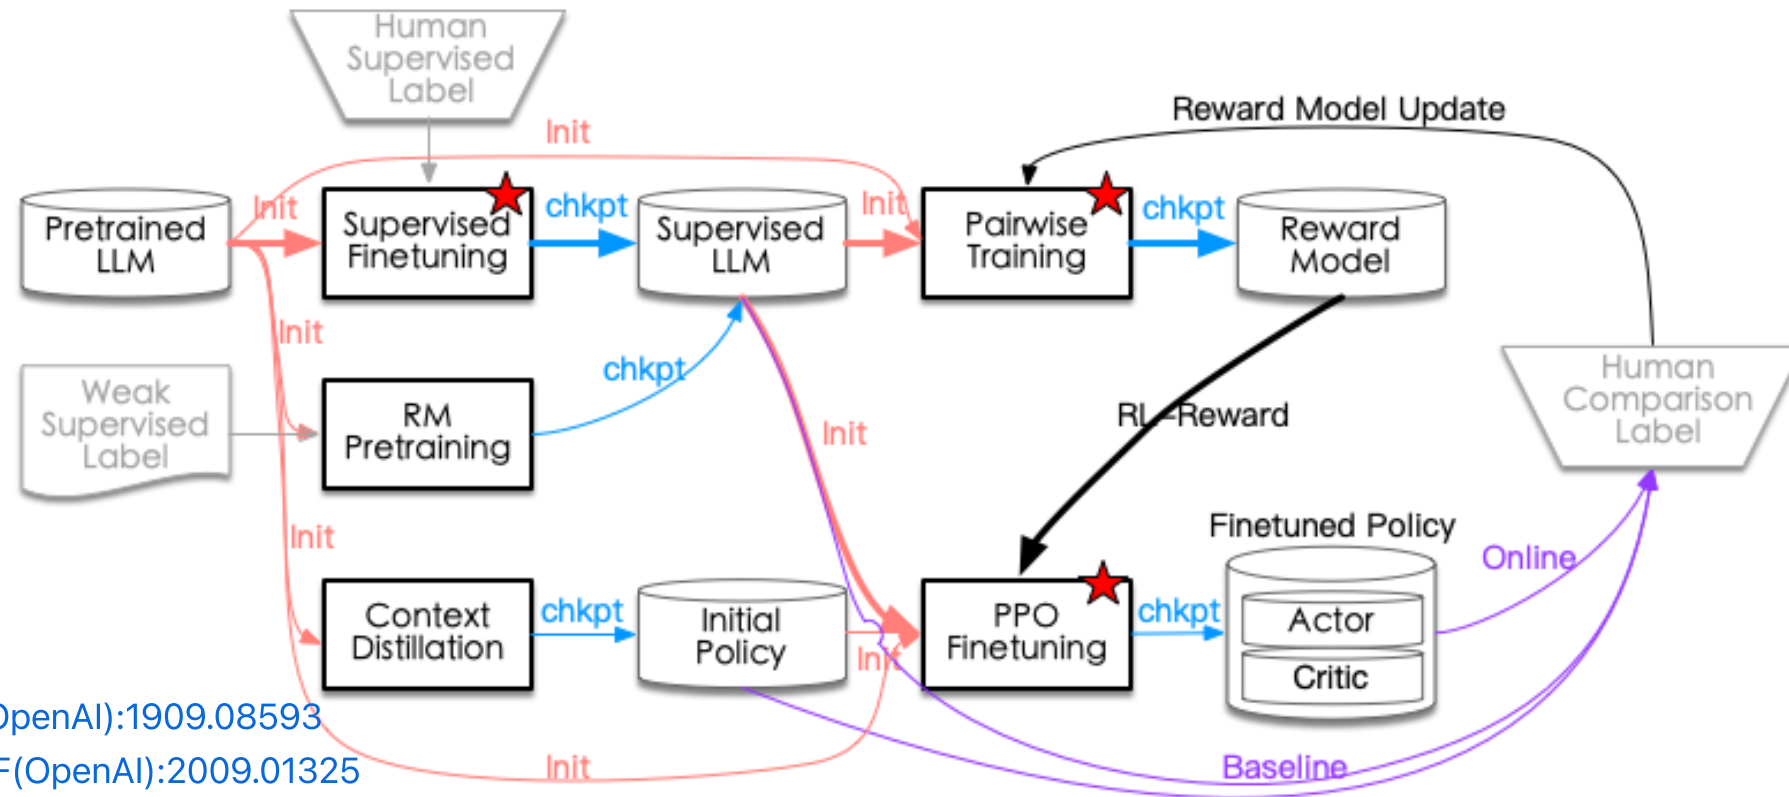 Human
Supervised
Label
Reward Model Update
Init
Pretrained
LLM
Init
Supervised
Finetuning
chkpt
Supervised
LLM
Init
Pairwise
Training
chkpt
Reward
Model
Init
Weak
Supervised
Label
RM
Pretraining
chkpt
Init
RL-Reward
Human
Comparison
Label
Init
Context
Distillation
chkpt
Initial
Policy
Init
PPO
Finetuning
chkpt
Finetuned Policy
Actor
Critic
Online
OpenAI):1909.08593
F(OpenAI):2009.01325
Init
Baseline